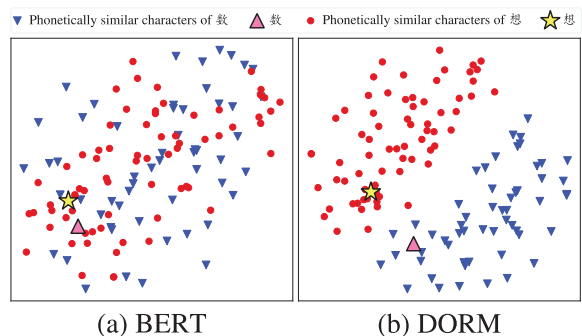 Phonetically similar characters of 数 数 Phonetically similar characters of 想 想
(a) BERT (b) DORM